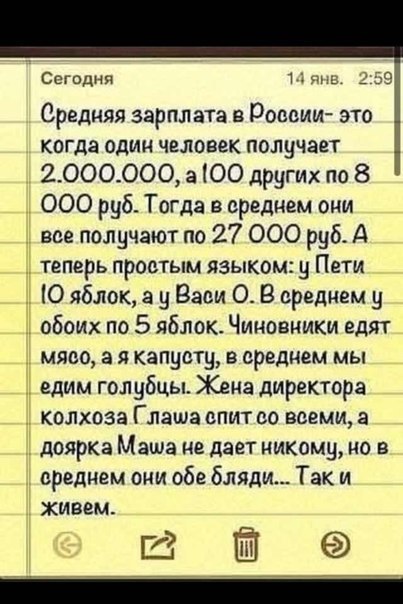 Сегодня 14 янв. 2:59
Средняя зарплата в России- это
когда один человек получает
2.000.000, а 100 других по 8
000 руб. Тогда в среднем они
все получают по 27 000 руб. А
теперь простым языком: у Пети
10 яблок, а у Васи 0. В среднем у
обоих по 5 яблок. Чиновники едят
мясо, а я капусту, в среднем мы
едим голубцы. Жена директора
колхоза Глаша спит со всеми, а
доярка Маша не дает никому, но в
среднем они обе бляди... Так и
живем.